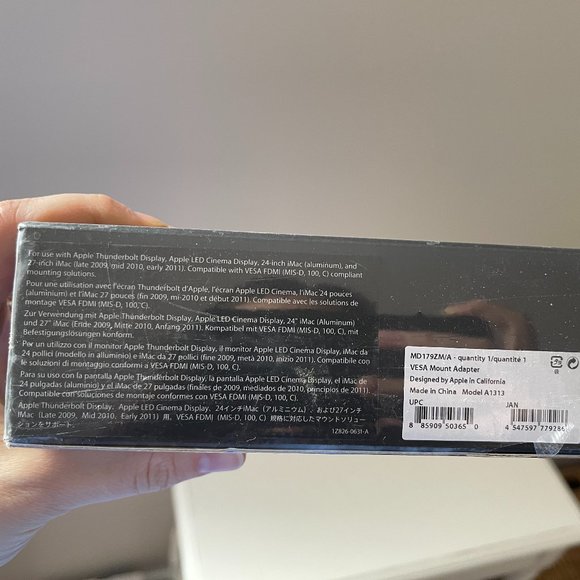 For use with Apple Thunderbolt Display, Apple LED Cinema Display, 24-inch iMac (aluminum), and
27-inch iMac (late 2009, mid 2010, early 2011). Compatible with VESA FDMI (MIS-D, 100, C) compliant
mounting solutions.
Pour une utilisation avec l'écran Thunderbolt d'Apple, l'écran Apple LED Cinema, l'iMac 24 pouces
(aluminium) et l'iMac 27 pouces (fin 2009, mi-2010 et début 2011). Compatible avec les solutions de
montage VESA FDMI (MIS-D, 100, C).
Zur Verwendung mit Apple Thunderbolt Display, Apple LED Cinema Display, 24" iMac (Aluminum)
und 27" iMac (Ende 2009, Mitte 2010, Anfang 2011). Kompatibel mit VESA FDMI (MIS-D, 100, C), mit
Befestigungslösungen konform.
Per un utilizzo con il monitor Apple Thunderbolt Display, il monitor Apple LED Cinema Display, iMac da
24 pollici (modello in alluminio) e iMac da 27 pollici (fine 2009, metà 2010, inizio 2011). Compatibile con
le soluzioni di montaggio conformi a VESA FDMI (MIS-D, 100, C).
Para su uso con la pantalla Apple Thunderbolt Display, la pantalla Apple LED Cinema Display, el iMac de
24 pulgadas (aluminio) y el iMac de 27 pulgadas (finales de 2009, mediados de 2010, principios de 2011).
Compatible con soluciones de montaje conformes con VESA FDMI (MIS-D, 100, C).
Apple Thunderbolt Display、Apple LED Cinema Display、24インチiMac（アルミニウム）、および27インチ
iMac（Late 2009、Mid 2010、Early 2011）用。VESA FDMI（MIS-D, 100, C）規格に対応したマウントソリュー
ションをサポート。
1Z826-0631-A
MD179ZM/A - quantity 1/quantité 1
VESA Mount Adapter
Designed by Apple in California
Made in China Model A1313
UPC
JAN
8 85909 50365 0
4 547597 779286